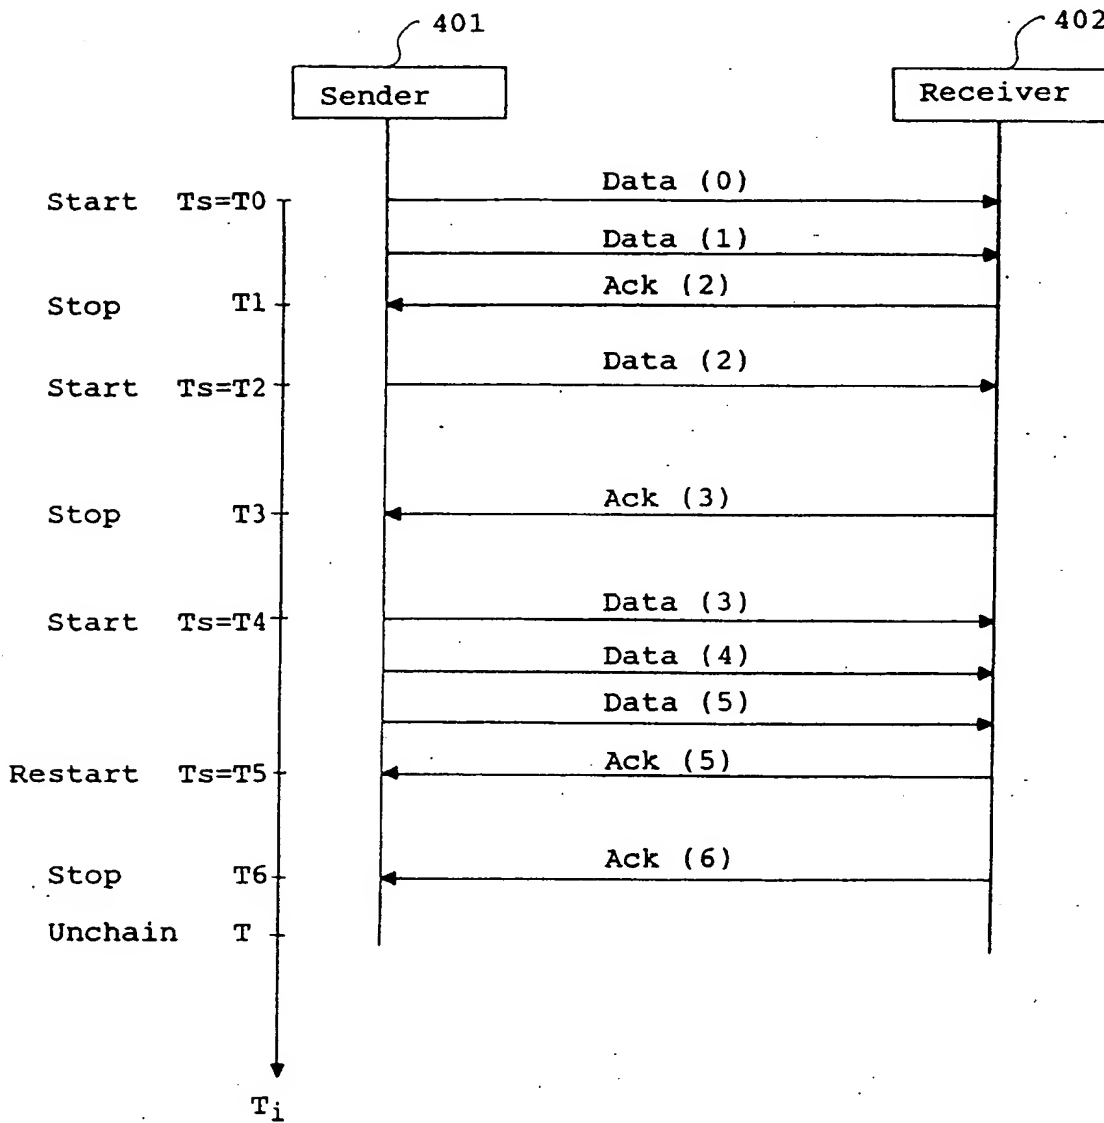 401
402
Sender
Receiver
Data (0)
Start Ts=T0
Data (1)
Ack (2)
Stop T1
Data (2)
Start Ts=T2
Ack (3)
Stop T3
Data (3)
Start Ts=T4
Data (4)
Data (5)
Ack (5)
Restart Ts=T5
Ack (6)
Stop T6
Unchain T
Ti